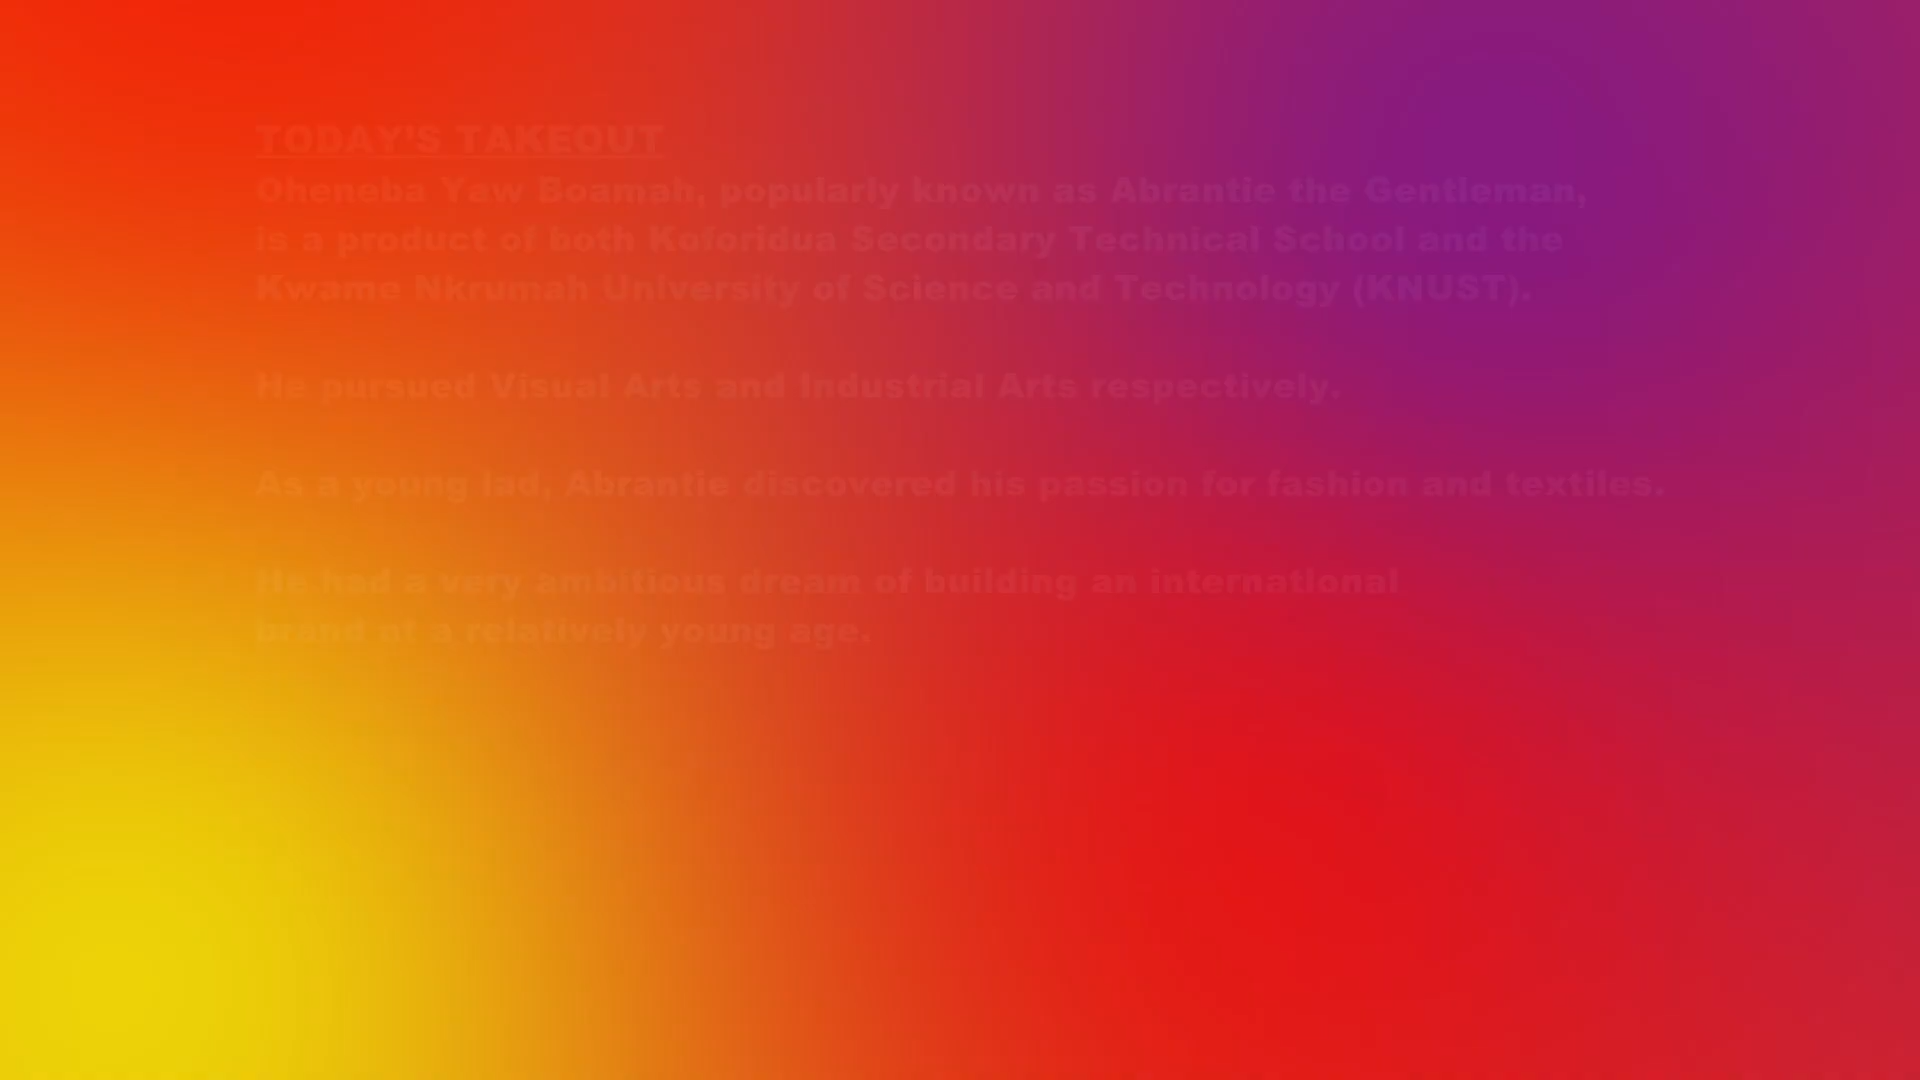 TODAY'S TAKEOUT
Oheneba Yaw Boamah, popularly known as Abrantie the Gentleman,
is a product of both Koforidua Secondary Technical School and the
Kwame Nkrumah University of Science and Technology (KNUST).
He pursued Visual Arts and Industrial Arts respectively.
As a young lad, Abrantie discovered his passion for fashion and textiles.
He had a very ambitious dream of building an international
brand at a relatively young age.